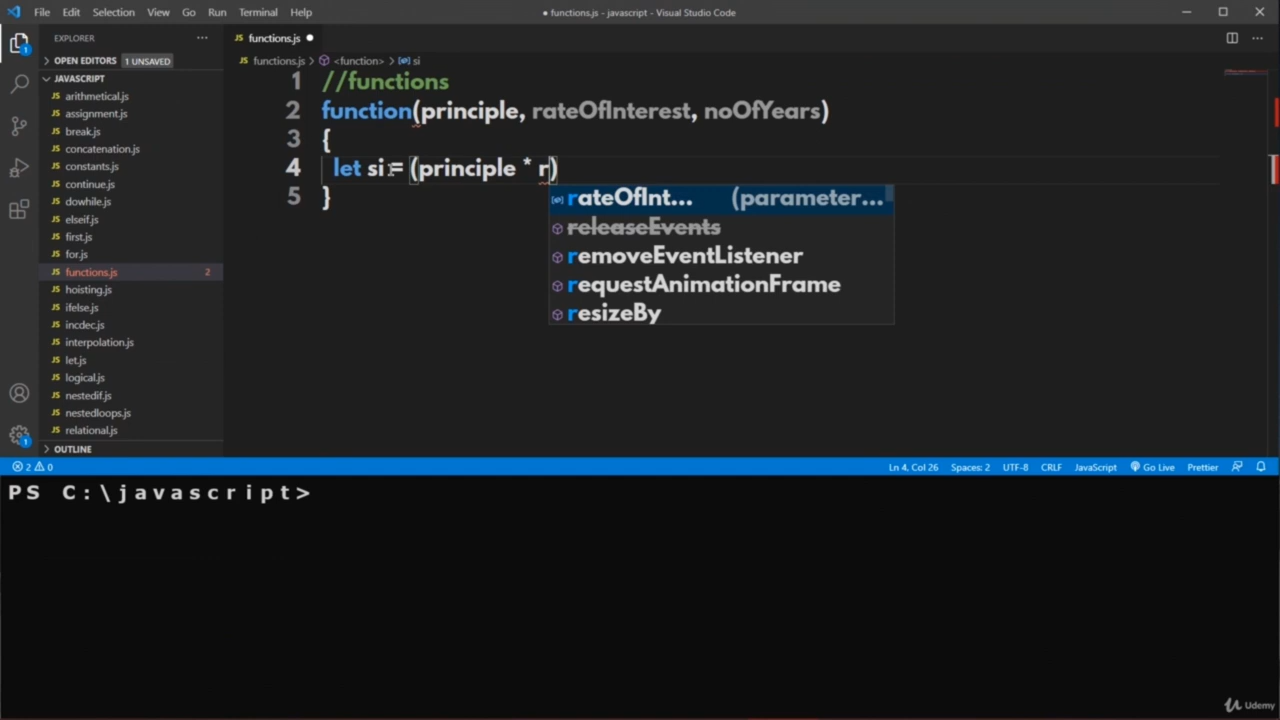 File Edit Selection View Go Run Terminal Help
● functions.js - javascript - Visual Studio Code
EXPLORER
OPEN EDITORS 1 UNSAVED
JAVASCRIPT
arithmetical.js
assignment.js
break.js
concatenation.js
constants.js
continue.js
dowhile.js
elseif.js
first.js
for.js
functions.js 2
hoisting.js
ifelse.js
incdec.js
interpolation.js
let.js
logical.js
nestedif.js
nestedloops.js
relational.js
OUTLINE
JS functions.js ●
JS functions.js > <function> > si
1 //functions
2 function(principle, rateOfInterest, noOfYears)
3 {
4 let si = (principle * r)
5 }
rateOfInt... (parameter...
releaseEvents
removeEventListener
requestAnimationFrame
resizeBy
2 0 Ln 4, Col 26 Spaces: 2 UTF-8 CRLF JavaScript Go Live Prettier
PS C:\javascript>
Udemy